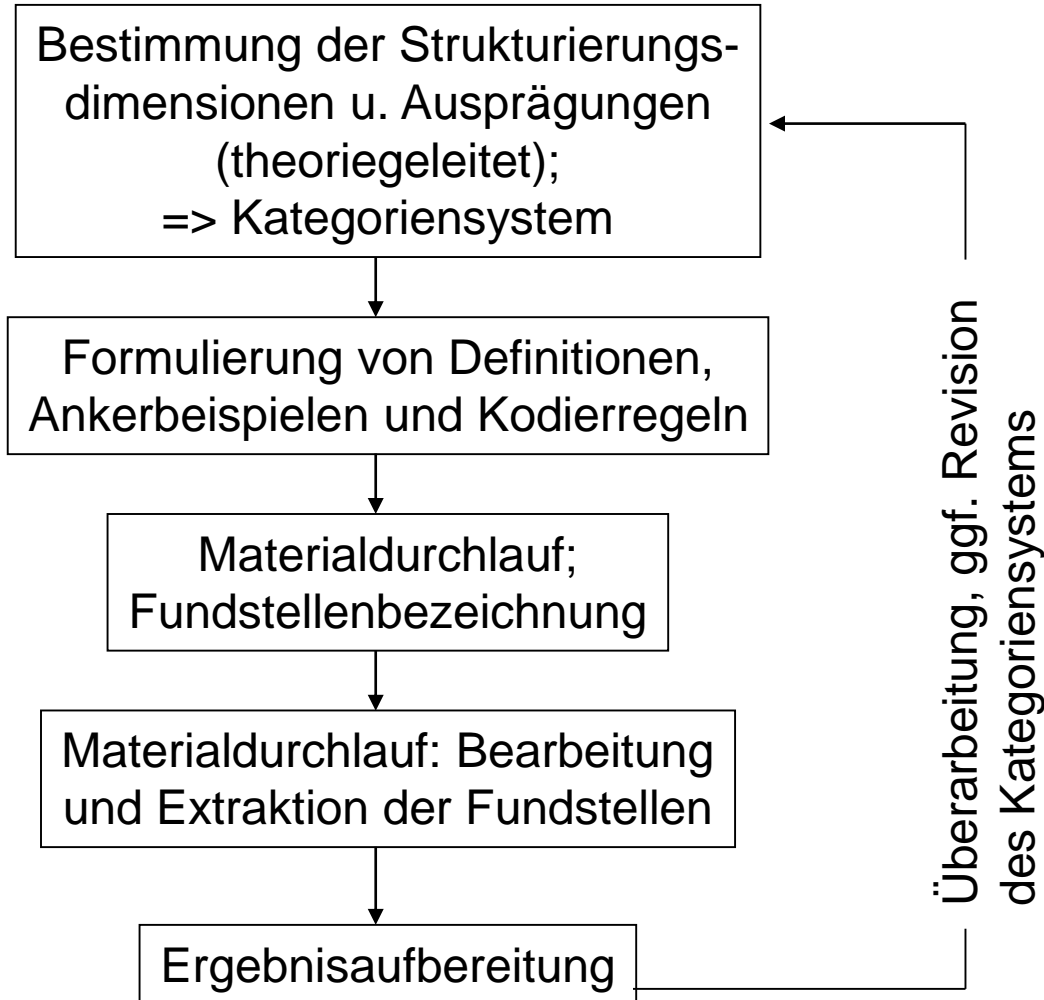 Bestimmung der Strukturierungs-
dimensionen u. Ausprägungen
(theoriegeleitet);
=> Kategoriensystem
Formulierung von Definitionen,
Ankerbeispielen und Kodierregeln
Materialdurchlauf;
Fundstellenbezeichnung
Materialdurchlauf: Bearbeitung
und Extraktion der Fundstellen
Ergebnisaufbereitung
Überarbeitung, ggf. Revision
des Kategoriensystems